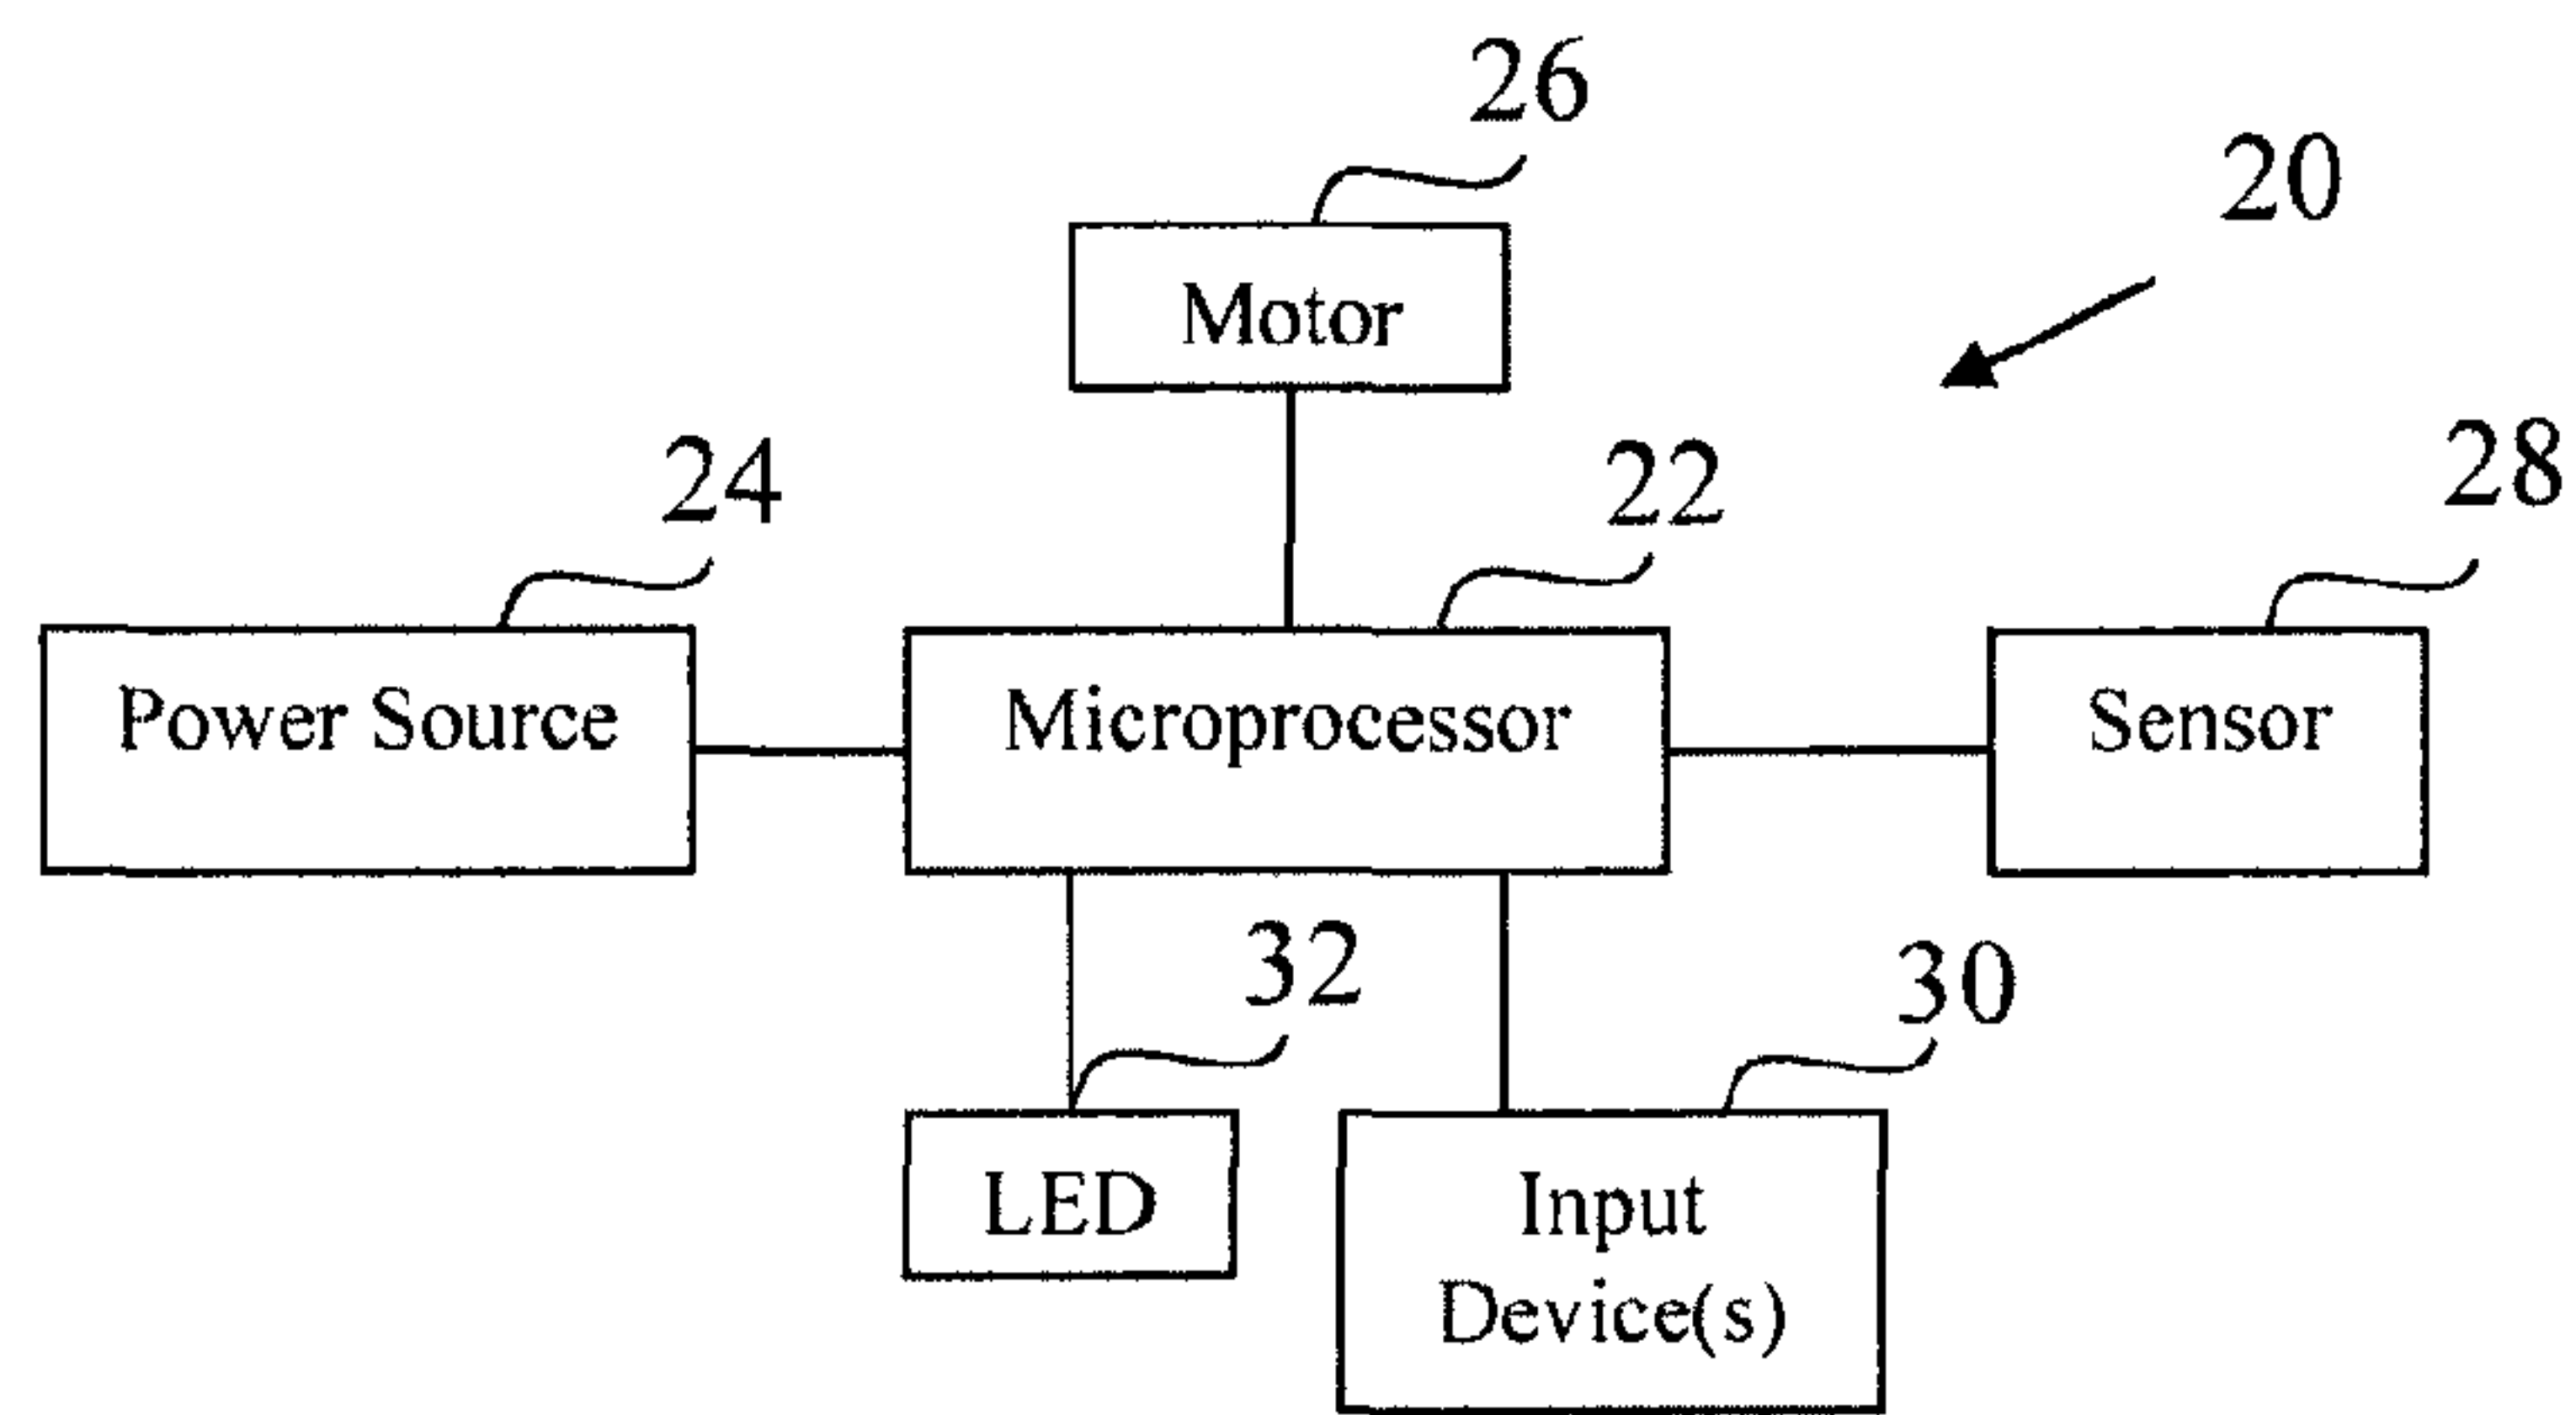 26
20
Motor
24
22
28
Power Source
Microprocessor
Sensor
32
30
LED
Input
Device(s)